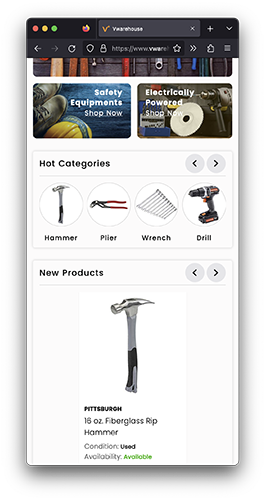 Vwarehouse
https://www.vwareh
Safety
Equipments
Shop Now
Electrically
Powered
Shop Now
Hot Categories
Hammer
Plier
Wrench
Drill
New Products
PITTSBURGH
16 oz. Fiberglass Rip
Hammer
Condition: Used
Availability: Available